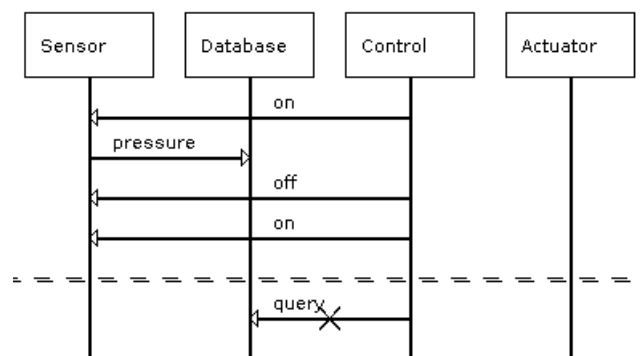 Sensor Database Control Actuator
on
pressure
off
on
query